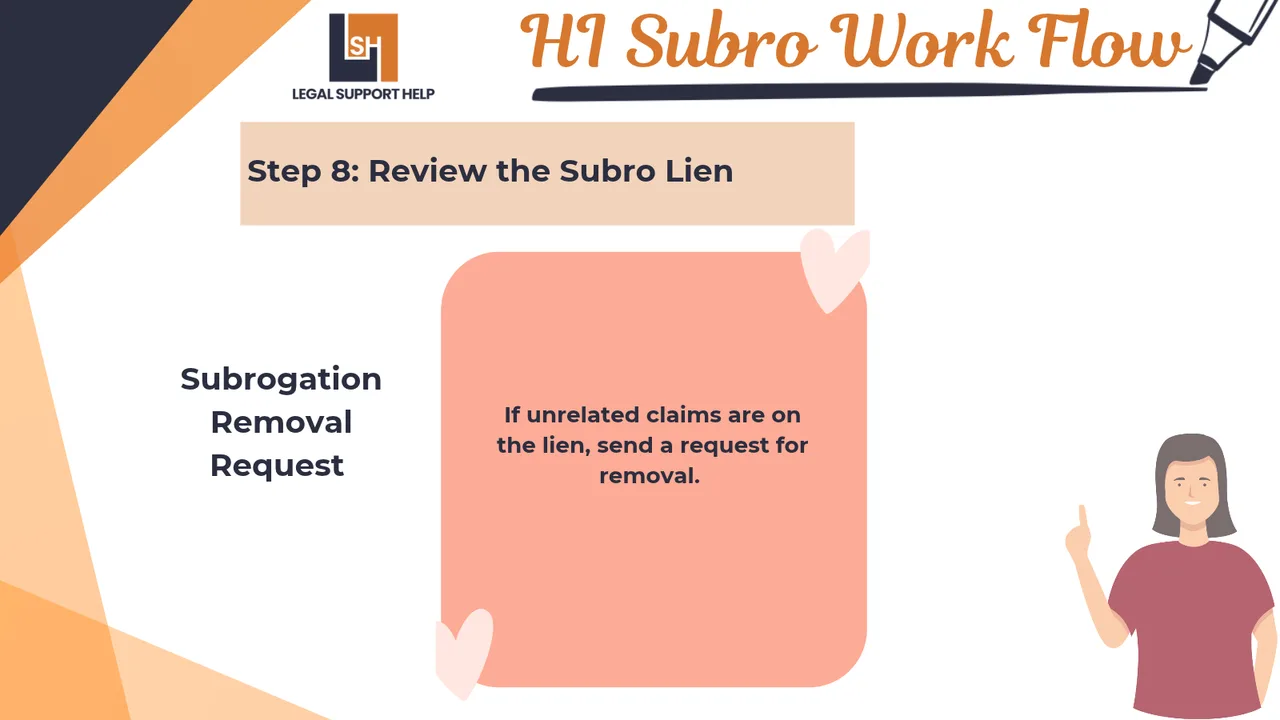 LSH
LEGAL SUPPORT HELP
HI Subro Work Flow
Step 8: Review the Subro Lien
Subrogation
Removal
Request
If unrelated claims are on
the lien, send a request for
removal.